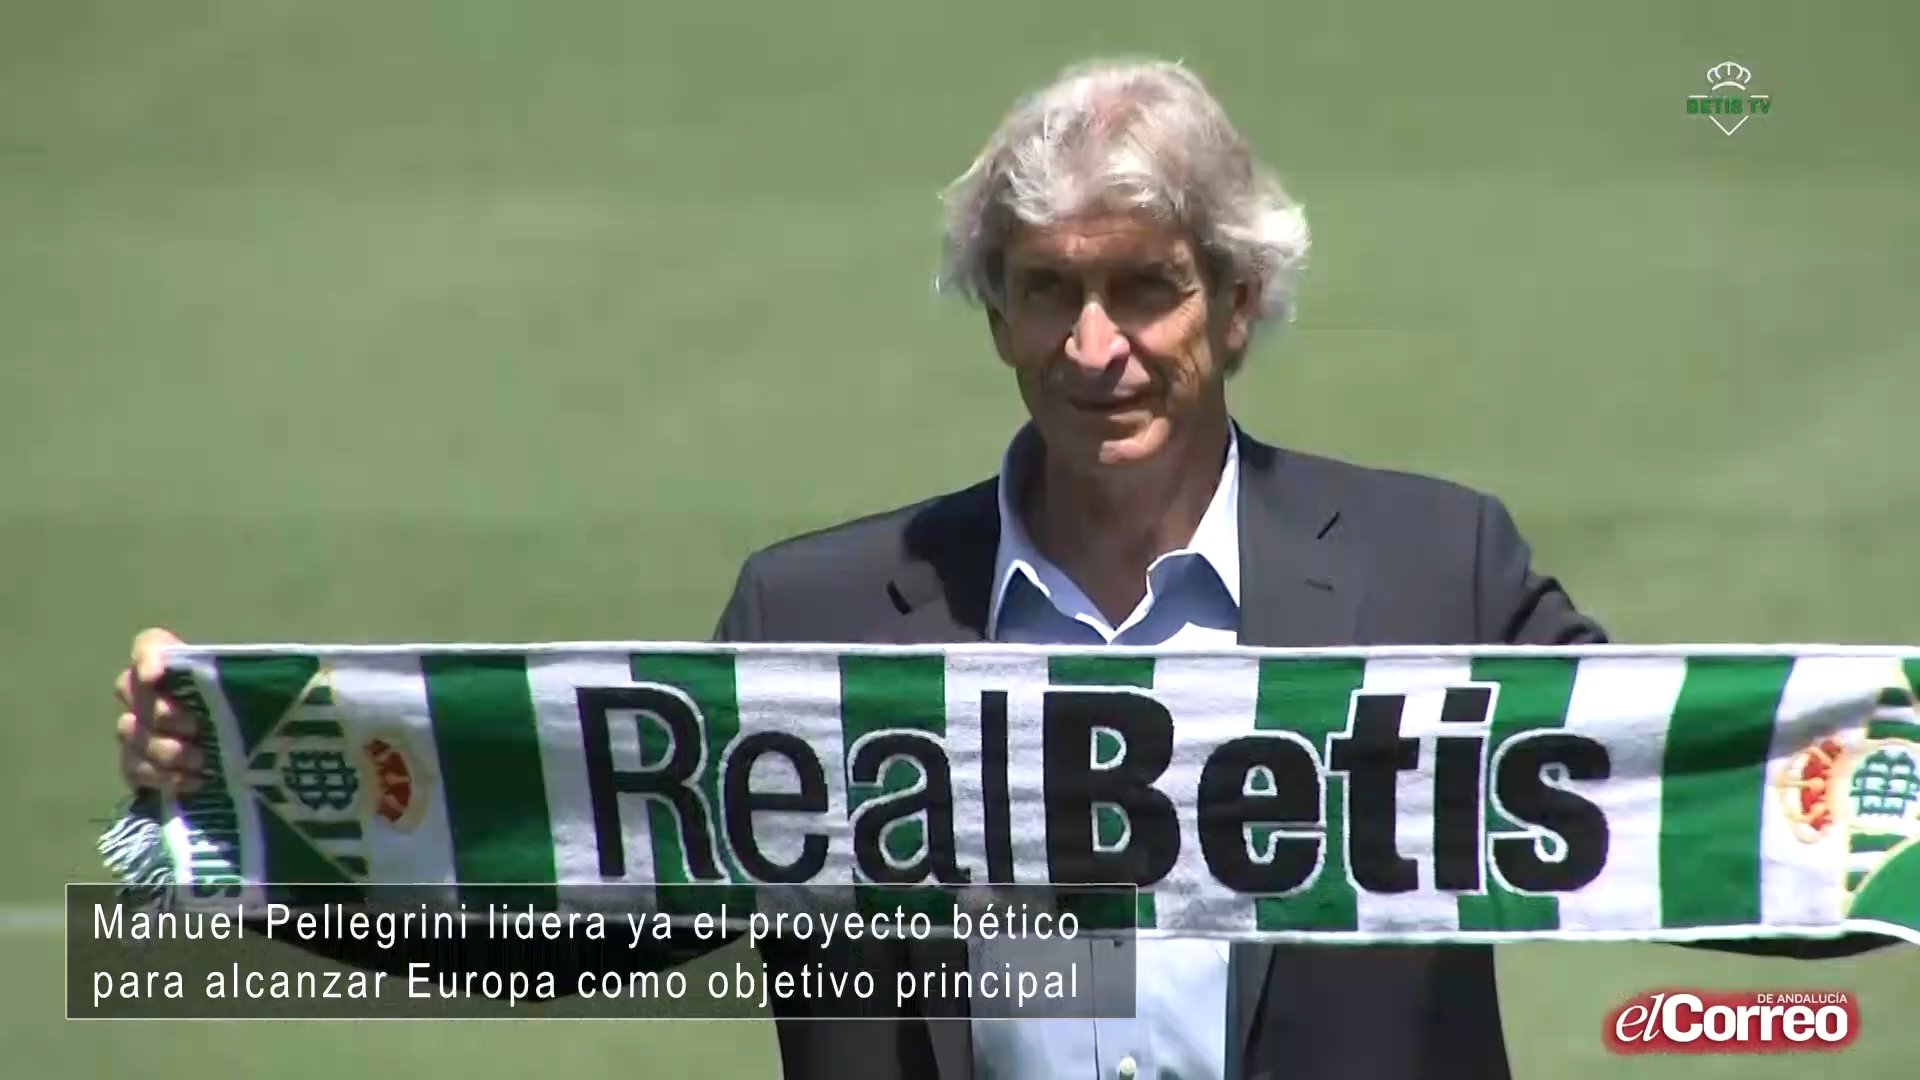 BETIS TV
RealBetis
Manuel Pellegrini lidera ya el proyecto bético
para alcanzar Europa como objetivo principal
DE ANDALUCÍA
elCorreo